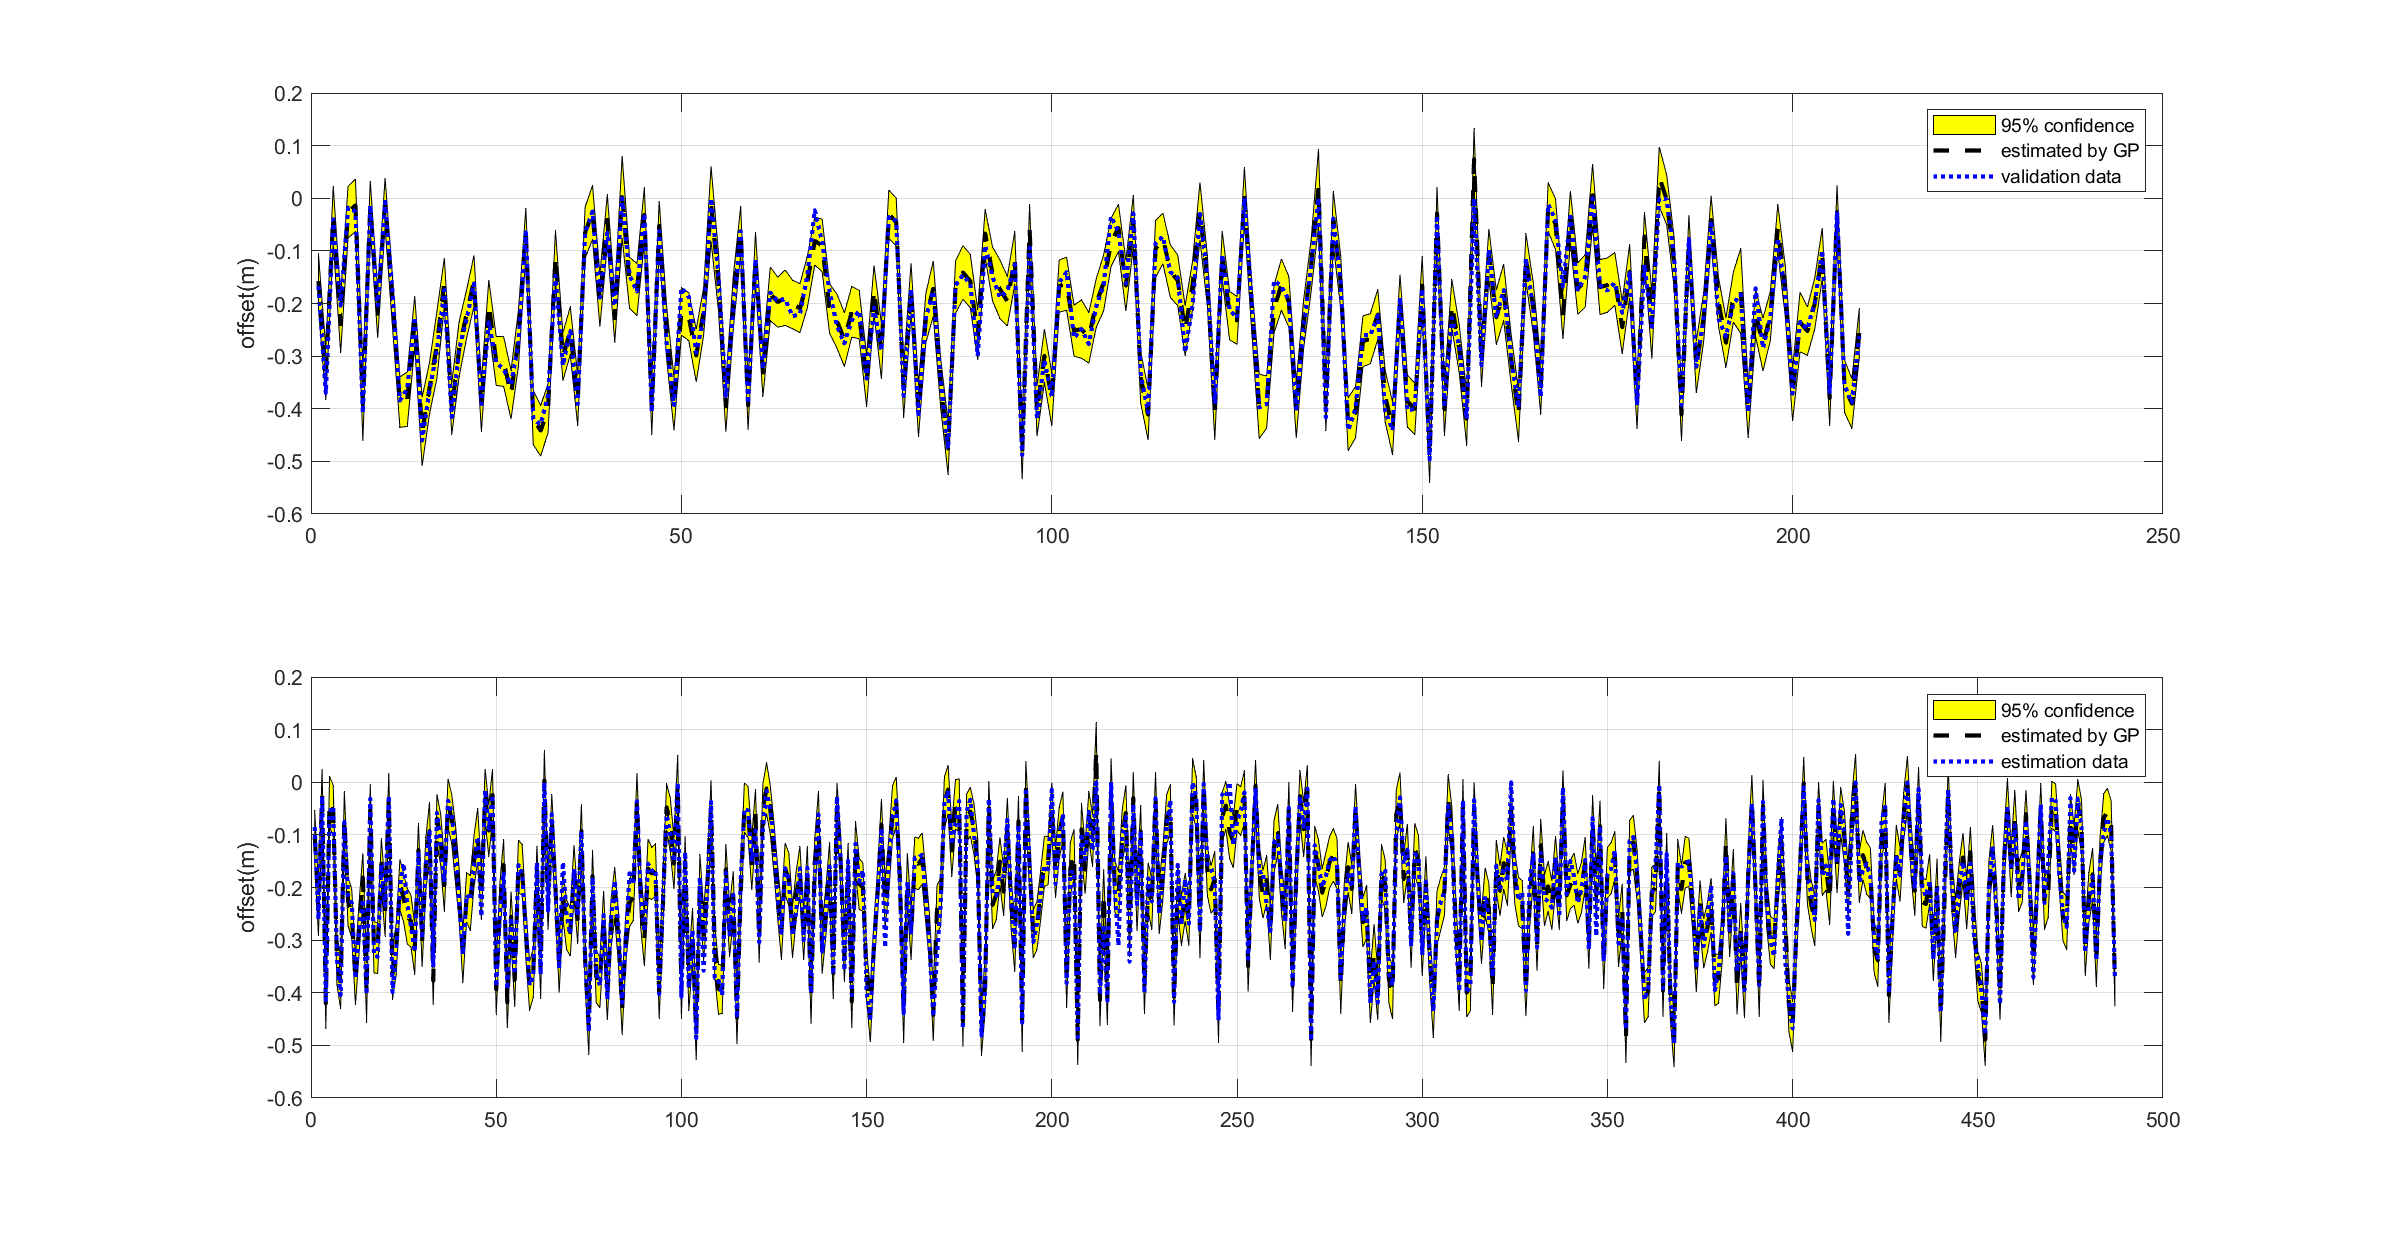 0.2
0.1
0
-0.1
-0.2
-0.3
-0.4
-0.5
-0.6
offset(m)
95% confidence
estimated by GP
validation data
0 50 100 150 200 250
0.2
0.1
0
-0.1
-0.2
-0.3
-0.4
-0.5
-0.6
offset(m)
95% confidence
estimated by GP
estimation data
0 50 100 150 200 250 300 350 400 450 500